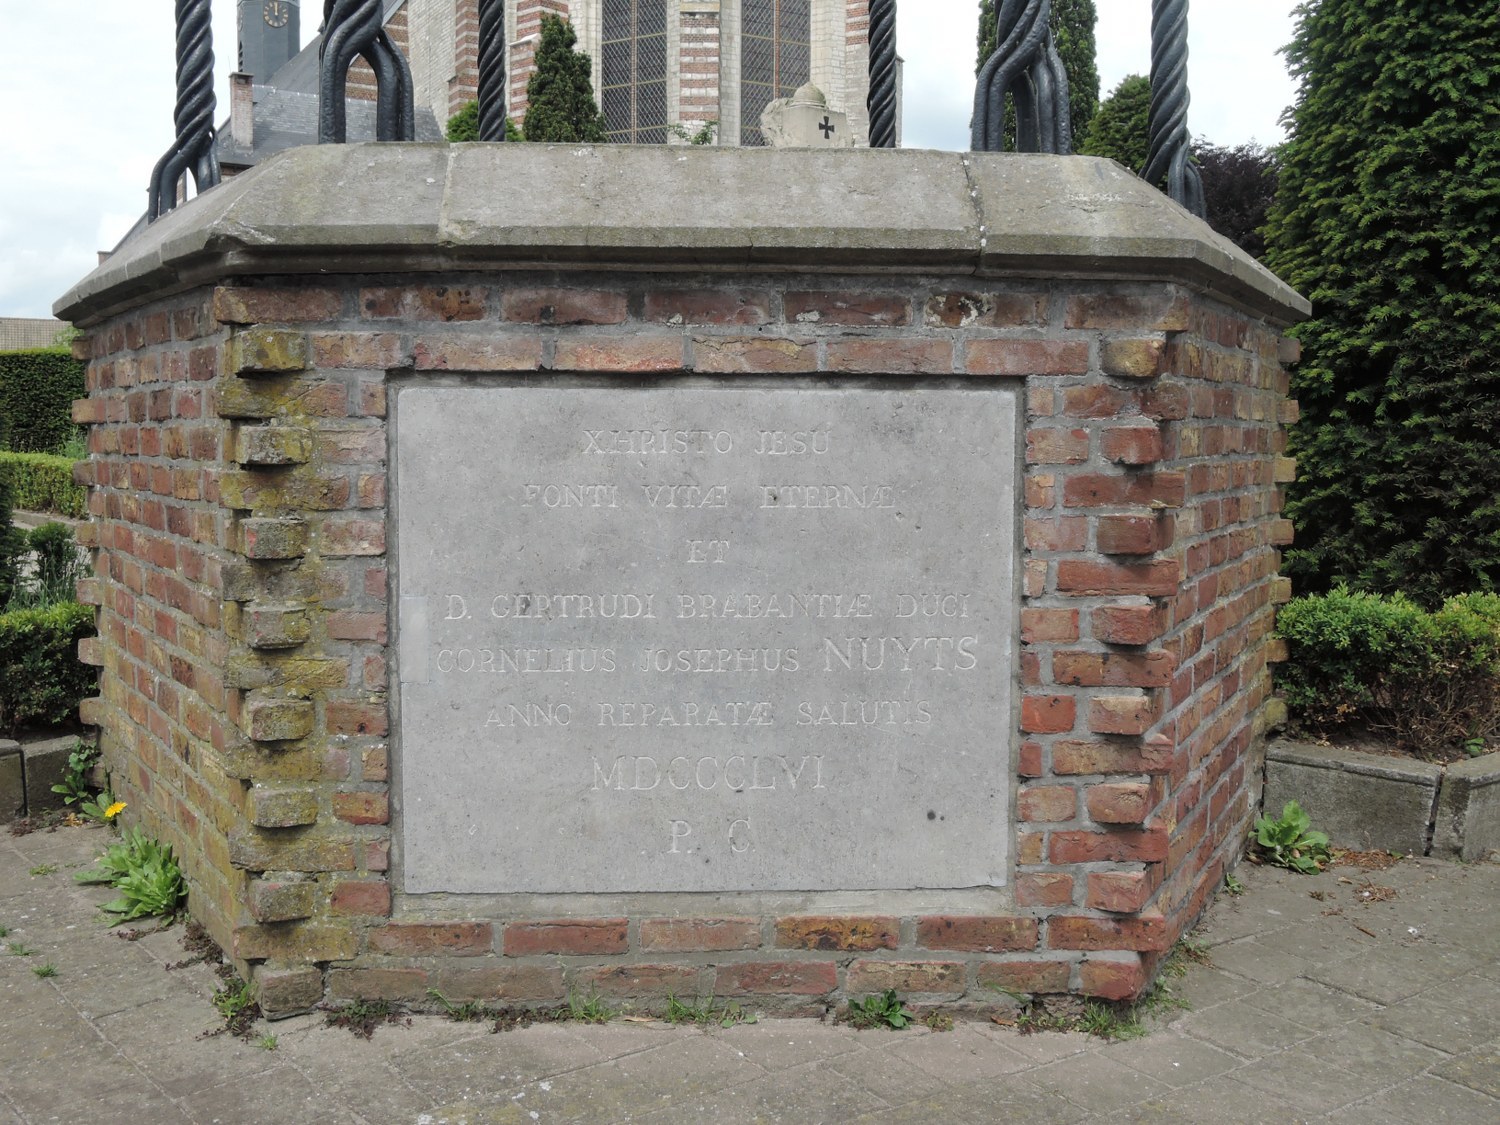 XHRISTO JESU
FONTI VITÆ ETERNÆ
ET
D. GERTRUDI BRABANTIÆ DUCI
CORNELIUS JOSEPHUS NUYTS
ANNO REPARATÆ SALUTIS
MDCCCLVI
P. C